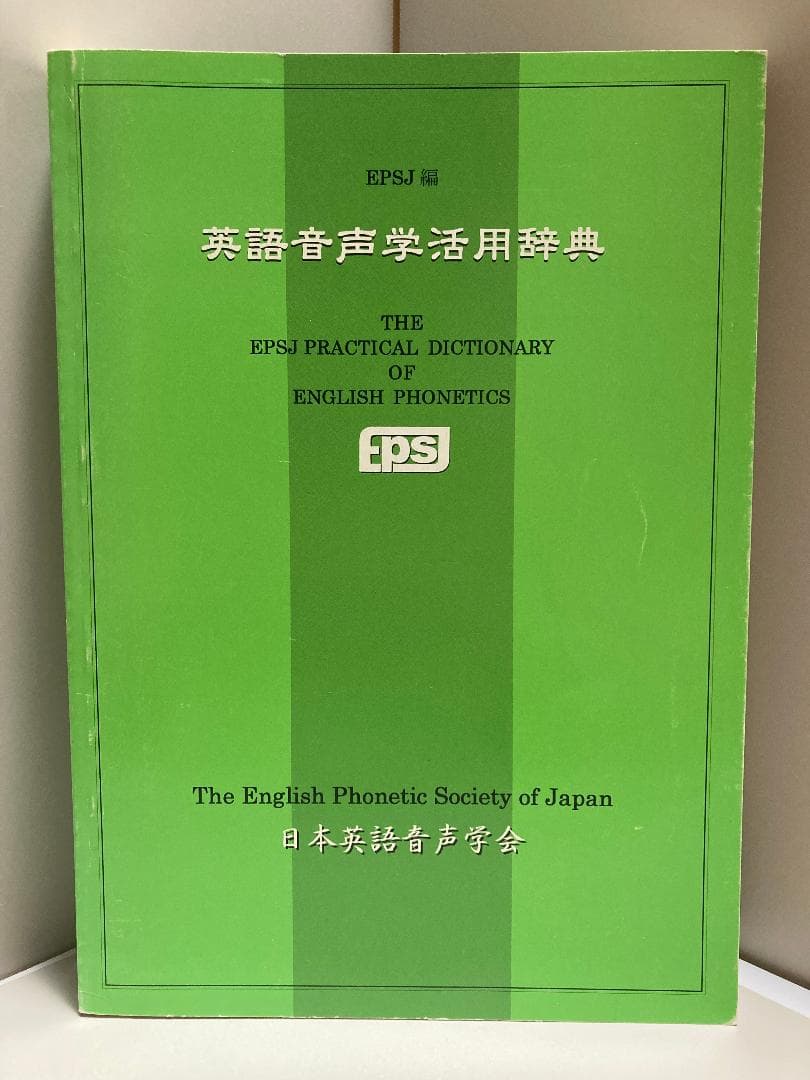 EPSJ 編
英語音声学活用辞典
THE
EPSJ PRACTICAL DICTIONARY
OF
ENGLISH PHONETICS
Epsj
The English Phonetic Society of Japan
日本英語音声学会